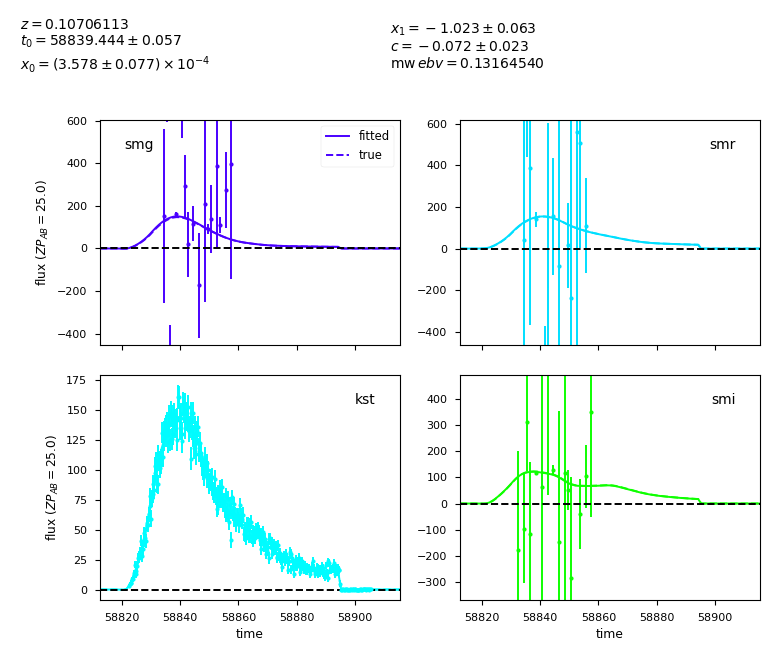 z = 0.10706113
t₀ = 58839.444 ± 0.057
x₀ = (3.578 ± 0.077) × 10⁻⁴
x₁ = −1.023 ± 0.063
c = −0.072 ± 0.023
mw ebv = 0.13164540
smg
fitted
true
600
400
200
0
−200
−400
flux (ZP_AB = 25.0)
smr
600
400
200
0
−200
−400
kst
175
150
125
100
75
50
25
0
flux (ZP_AB = 25.0)
58820 58840 58860 58880 58900
time
smi
400
300
200
100
0
−100
−200
−300
58820 58840 58860 58880 58900
time